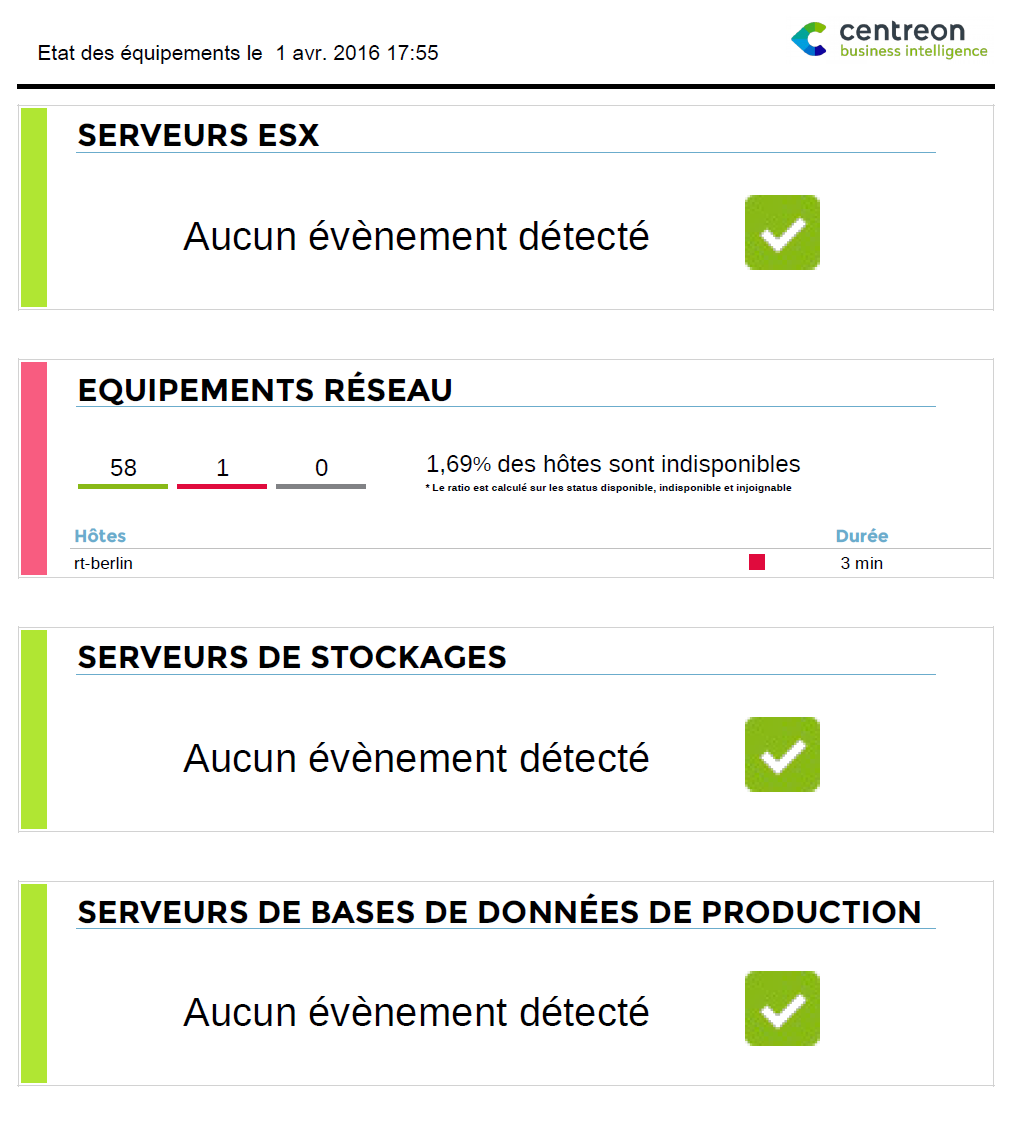 Etat des équipements le 1 avr. 2016 17:55
centreon
business intelligence
SERVEURS ESX
Aucun évènement détecté
EQUIPEMENTS RÉSEAU
58 1 0 1,69% des hôtes sont indisponibles
* Le ratio est calculé sur les status disponible, indisponible et injoignable
Hôtes Durée
rt-berlin 3 min
SERVEURS DE STOCKAGES
Aucun évènement détecté
SERVEURS DE BASES DE DONNÉES DE PRODUCTION
Aucun évènement détecté